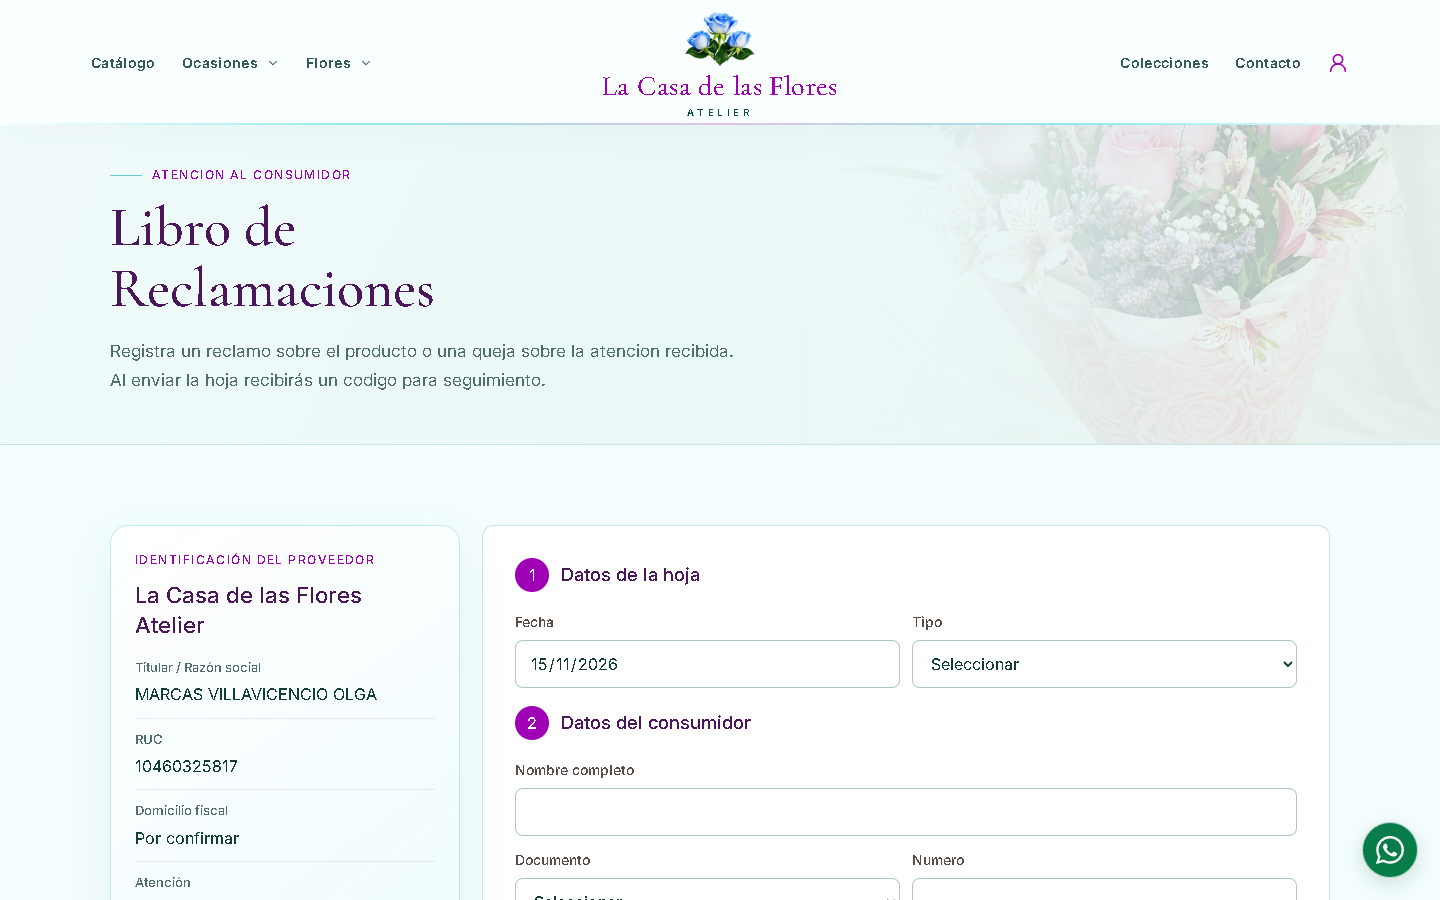 Catálogo
Ocasiones
Flores
La Casa de las Flores
ATELIER
Colecciones
Contacto
ATENCION AL CONSUMIDOR
Libro de
Reclamaciones
Registra un reclamo sobre el producto o una queja sobre la atencion recibida.
Al enviar la hoja recibirás un codigo para seguimiento.
IDENTIFICACIÓN DEL PROVEEDOR
La Casa de las Flores
Atelier
Titular / Razón social
MARCAS VILLAVICENCIO OLGA
RUC
10460325817
Domicilio fiscal
Por confirmar
Atención
1
Datos de la hoja
Fecha
Tipo
15/11/2026
Seleccionar
2
Datos del consumidor
Nombre completo
Documento
Numero
Seleccionar